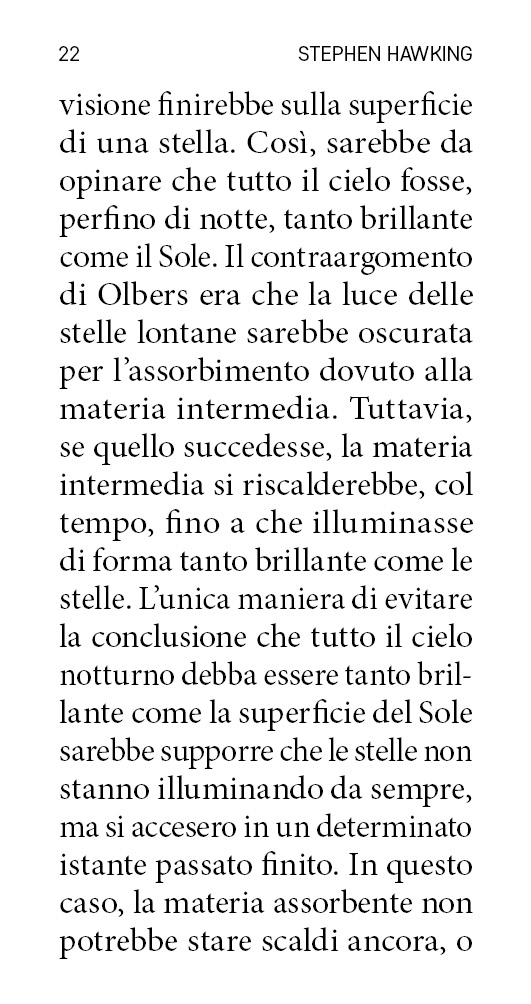 22 STEPHEN HAWKING
visione finirebbe sulla superficie
di una stella. Così, sarebbe da
opinare che tutto il cielo fosse,
perfino di notte, tanto brillante
come il Sole. Il contraargomento
di Olbers era che la luce delle
stelle lontane sarebbe oscurata
per l’assorbimento dovuto alla
materia intermedia. Tuttavia,
se quello succedesse, la materia
intermedia si riscalderebbe, col
tempo, fino a che illuminasse
di forma tanto brillante come le
stelle. L’unica maniera di evitare
la conclusione che tutto il cielo
notturno debba essere tanto bril-
lante come la superficie del Sole
sarebbe supporre che le stelle non
stanno illuminando da sempre,
ma si accesero in un determinato
istante passato finito. In questo
caso, la materia assorbente non
potrebbe stare scaldi ancora, o